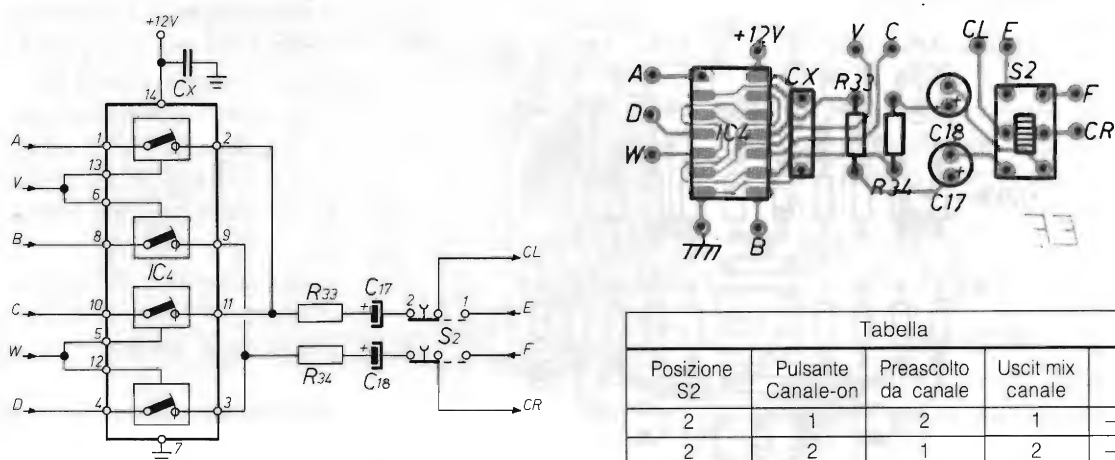 +12V
Cx
14
A 1 2
13
V
6
B 8 9
IC4
CL
C 10 11 R33 C17 2 1 E
5 S2
W
12 R34 C18 F
D 4 3 CR
7
+12V V C CL E
A CX R33 S2
D IC4 F
W C18 CR
R34 C17
B
33
Tabella
Posizione S2 Pulsante Canale-on Preascolto da canale Uscit mix canale
2 1 2 1 –
2 2 1 2 –